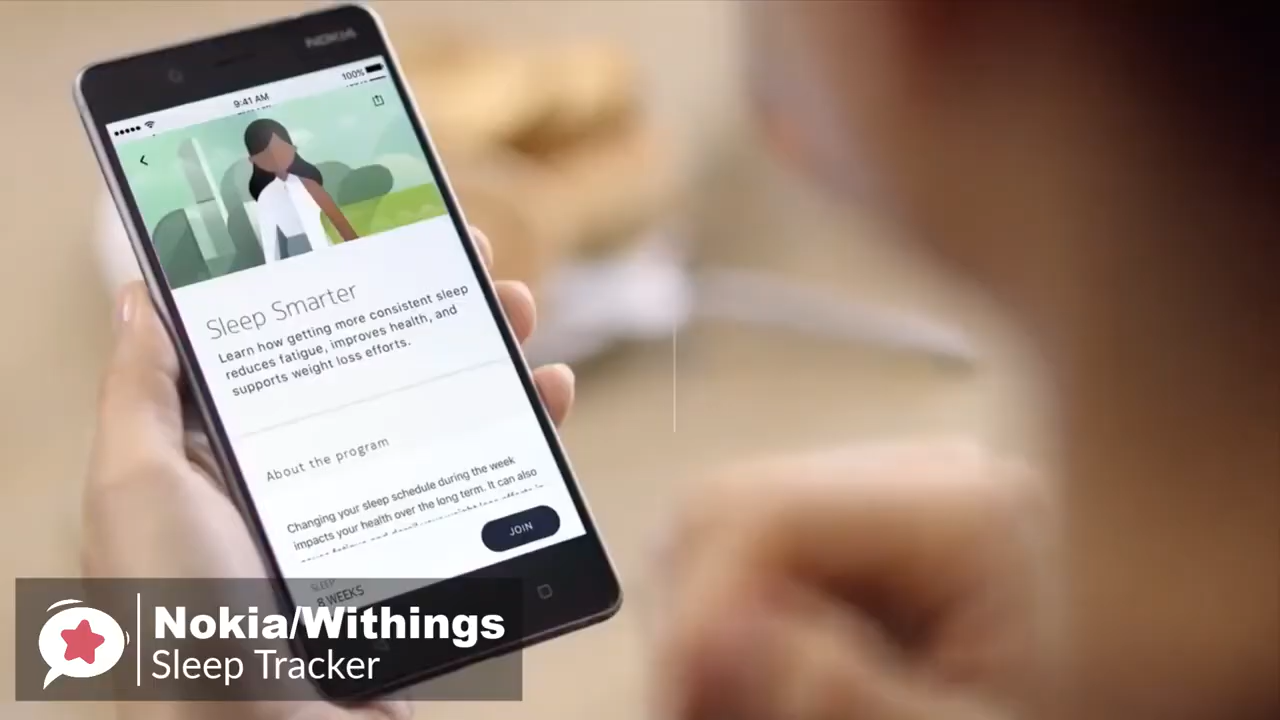 NOKIA
100%
9:41 AM
Sleep Smarter
Learn how getting more consistent sleep
reduces fatigue, improves health, and
supports weight loss efforts.
About the program
Changing your sleep schedule during the week
impacts your health over the long term. It can also
JOIN
SLEEP
8 WEEKS
Nokia/Withings
Sleep Tracker